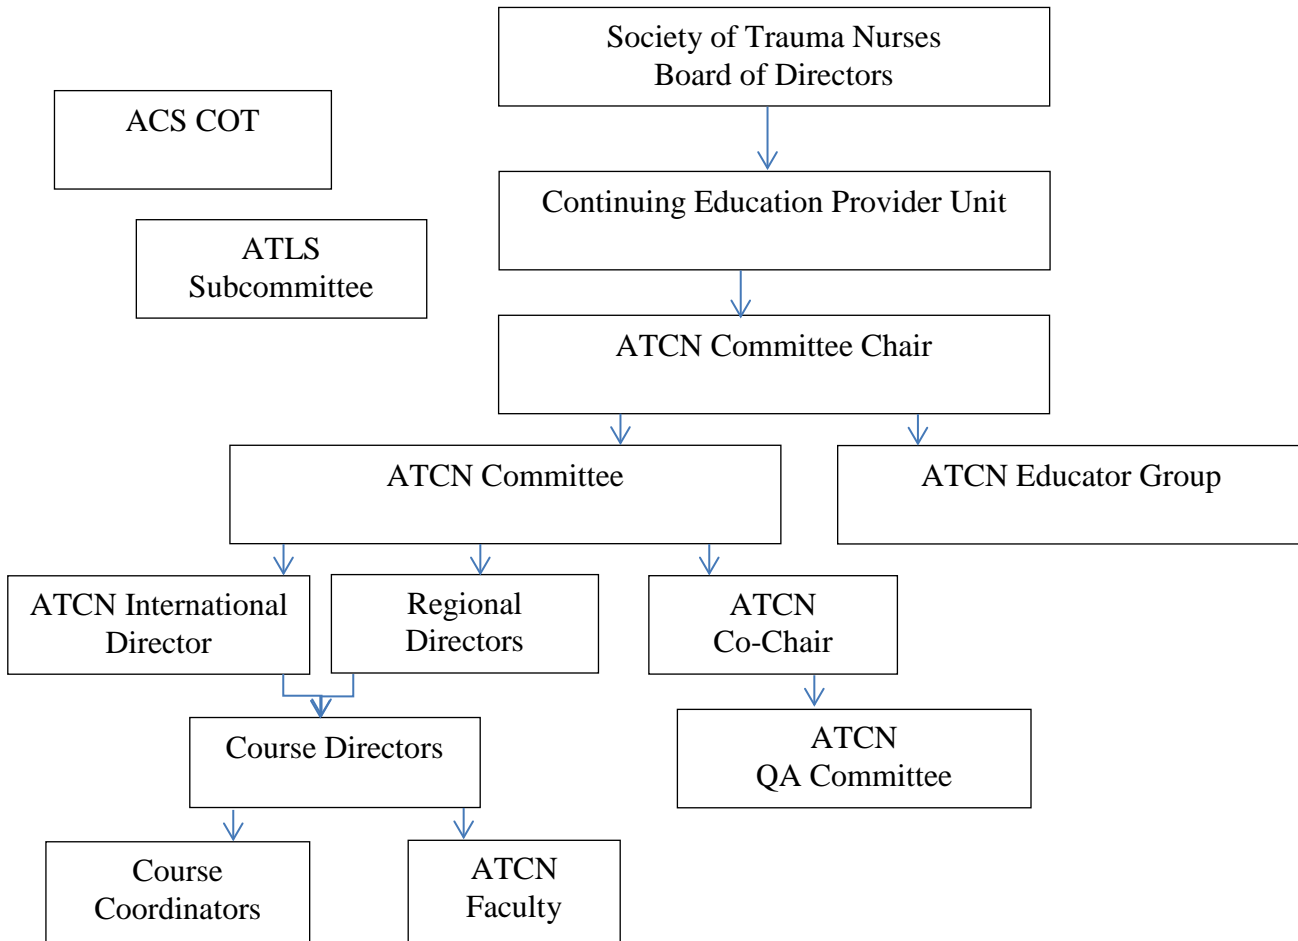 Society of Trauma Nurses
Board of Directors
ACS COT
Continuing Education Provider Unit
ATLS
Subcommittee
ATCN Committee Chair
ATCN Committee
ATCN Educator Group
ATCN International
Director
Regional
Directors
ATCN
Co-Chair
Course Directors
ATCN
QA Committee
Course
Coordinators
ATCN
Faculty